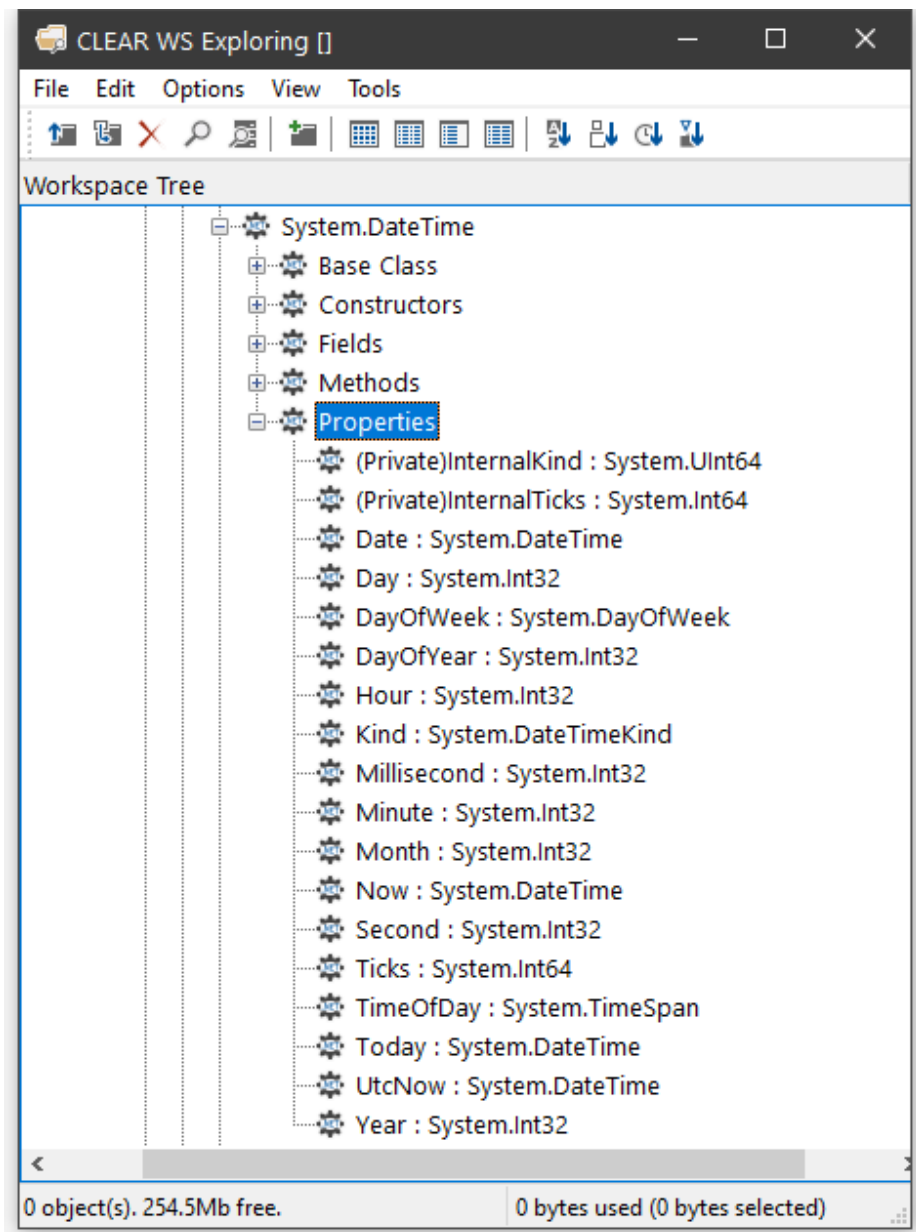 CLEAR WS Exploring []
File Edit Options View Tools
Workspace Tree
System.DateTime
Base Class
Constructors
Fields
Methods
Properties
(Private)InternalKind : System.UInt64
(Private)InternalTicks : System.Int64
Date : System.DateTime
Day : System.Int32
DayOfWeek : System.DayOfWeek
DayOfYear : System.Int32
Hour : System.Int32
Kind : System.DateTimeKind
Millisecond : System.Int32
Minute : System.Int32
Month : System.Int32
Now : System.DateTime
Second : System.Int32
Ticks : System.Int64
TimeOfDay : System.TimeSpan
Today : System.DateTime
UtcNow : System.DateTime
Year : System.Int32
0 object(s). 254.5Mb free. 0 bytes used (0 bytes selected)